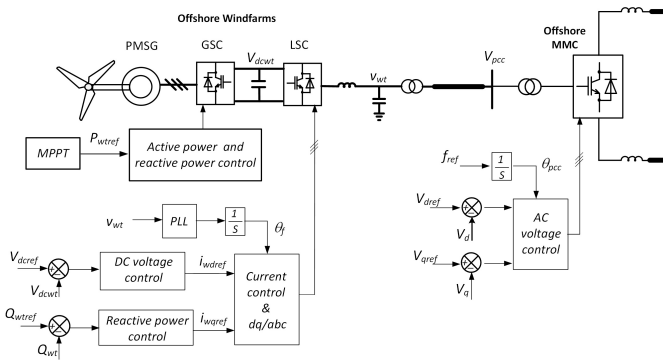 Offshore Windfarms
Offshore
MMC
PMSG
GSC
LSC
V_dcwt
v_wt
V_pcc
P_wtref
MPPT
Active power and
reactive power control
f_ref
1
S
θ_pcc
V_dref
V_d
AC
voltage
control
V_qref
V_q
v_wt
PLL
1
S
θ_f
V_dcref
V_dcwt
DC voltage
control
i_wdref
Current
control
&
dq/abc
Q_wtref
Q_wt
Reactive power
control
i_wqref